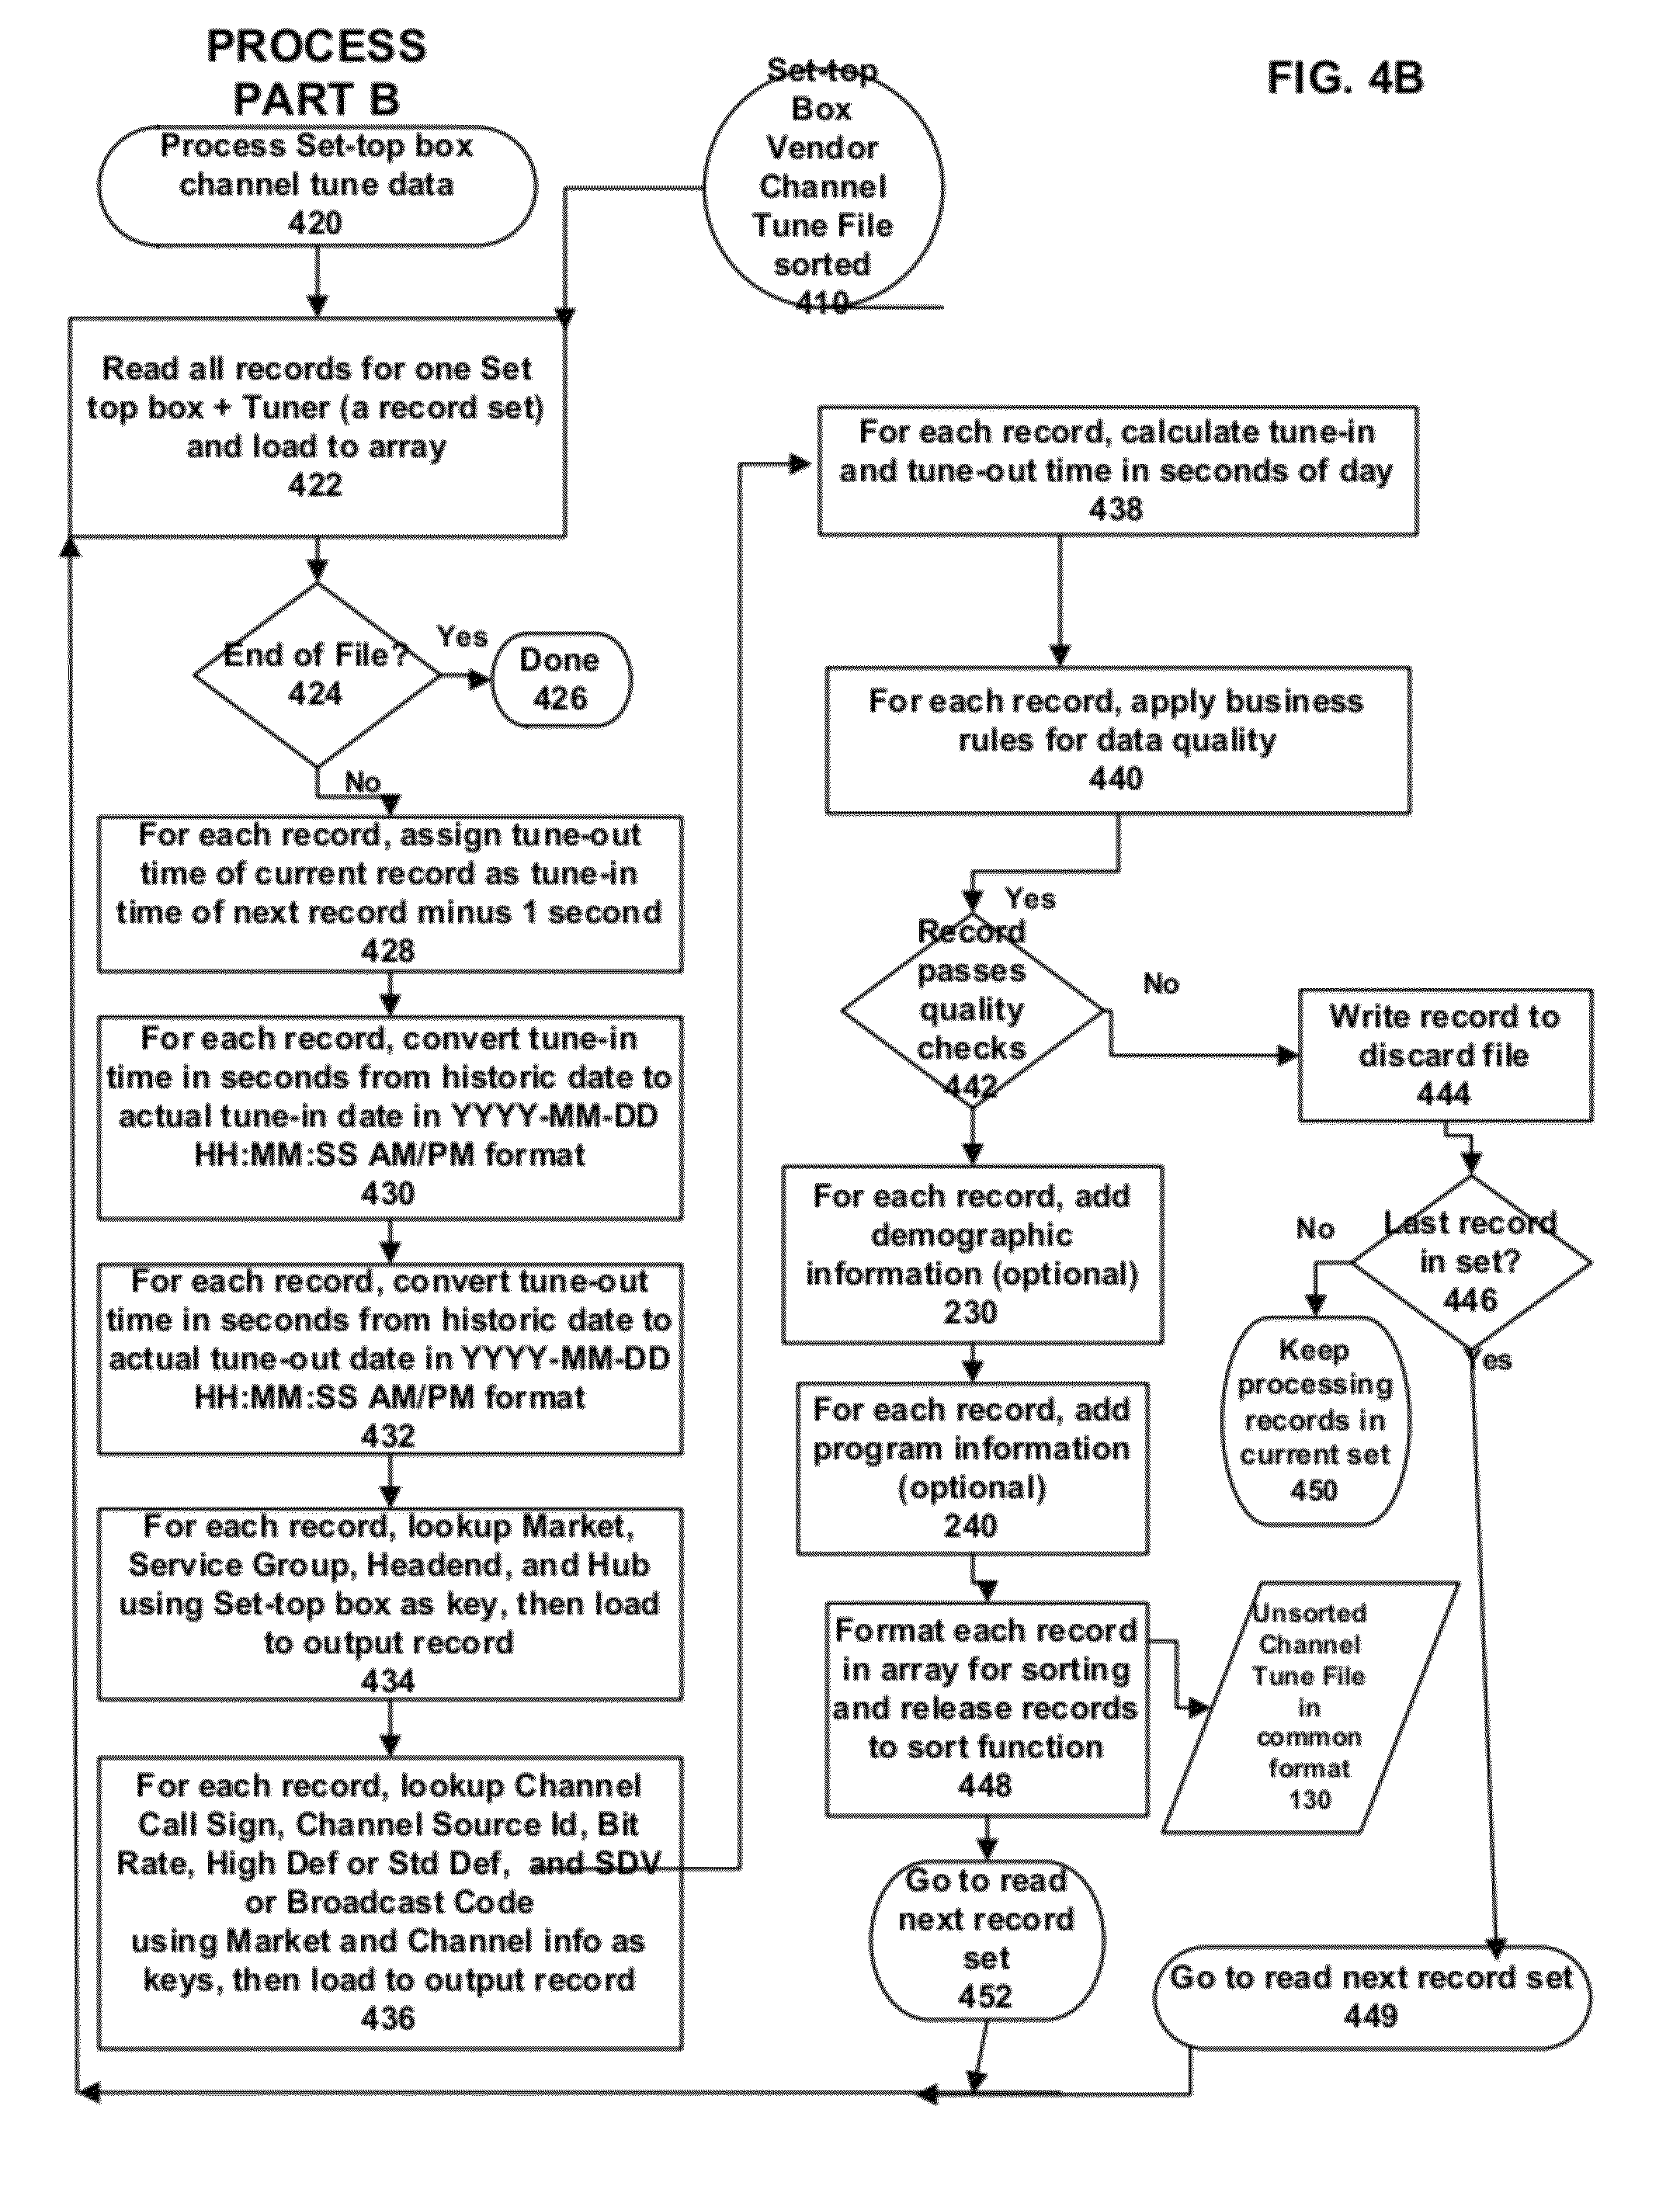 PROCESS
PART B
FIG. 4B
Process Set-top box
channel tune data
420
Set-top
Box
Vendor
Channel
Tune File
sorted
410
Read all records for one Set
top box + Tuner (a record set)
and load to array
422
End of File?
424
Yes
Done
426
No
For each record, assign tune-out
time of current record as tune-in
time of next record minus 1 second
428
For each record, convert tune-in
time in seconds from historic date to
actual tune-in date in YYYY-MM-DD
HH:MM:SS AM/PM format
430
For each record, convert tune-out
time in seconds from historic date to
actual tune-out date in YYYY-MM-DD
HH:MM:SS AM/PM format
432
For each record, lookup Market,
Service Group, Headend, and Hub
using Set-top box as key, then load
to output record
434
For each record, lookup Channel
Call Sign, Channel Source Id, Bit
Rate, High Def or Std Def, and SDV
or Broadcast Code
using Market and Channel info as
keys, then load to output record
436
For each record, calculate tune-in
and tune-out time in seconds of day
438
For each record, apply business
rules for data quality
440
Yes
Record
passes
quality
checks
442
No
Write record to
discard file
444
Last record
in set?
446
No
Yes
Keep
processing
records in
current set
450
For each record, add
demographic
information (optional)
230
For each record, add
program information
(optional)
240
Format each record
in array for sorting
and release records
to sort function
448
Unsorted
Channel
Tune File
in
common
format
130
Go to read
next record
set
452
Go to read next record set
449